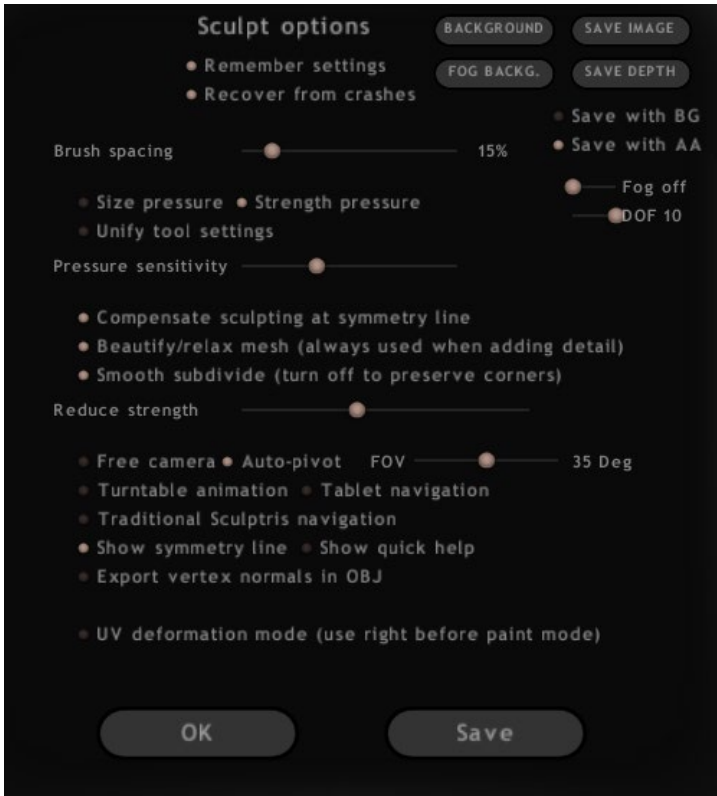 Sculpt options
BACKGROUND SAVE IMAGE
Remember settings
FOG BACKG. SAVE DEPTH
Recover from crashes
Save with BG
Save with AA
Brush spacing 15%
Fog off
Size pressure Strength pressure
DOF 10
Unify tool settings
Pressure sensitivity
Compensate sculpting at symmetry line
Beautify/relax mesh (always used when adding detail)
Smooth subdivide (turn off to preserve corners)
Reduce strength
Free camera Auto-pivot FOV 35 Deg
Turntable animation Tablet navigation
Traditional Sculptris navigation
Show symmetry line Show quick help
Export vertex normals in OBJ
UV deformation mode (use right before paint mode)
OK Save